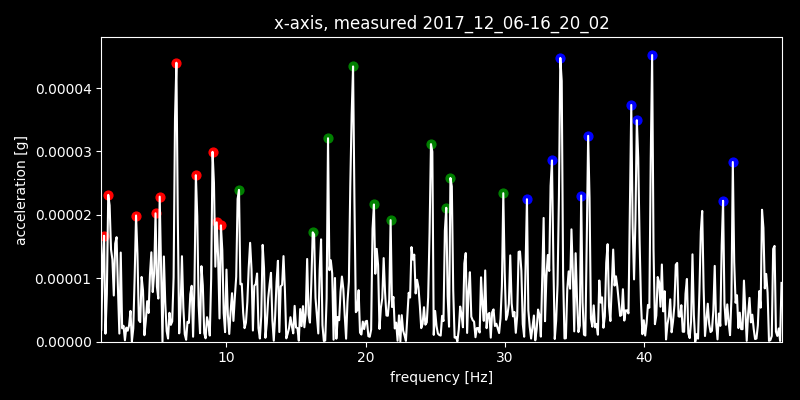 x-axis, measured 2017_12_06-16_20_02
0.00004
0.00003
0.00002
0.00001
0.00000
acceleration [g]
10 20 30 40
frequency [Hz]